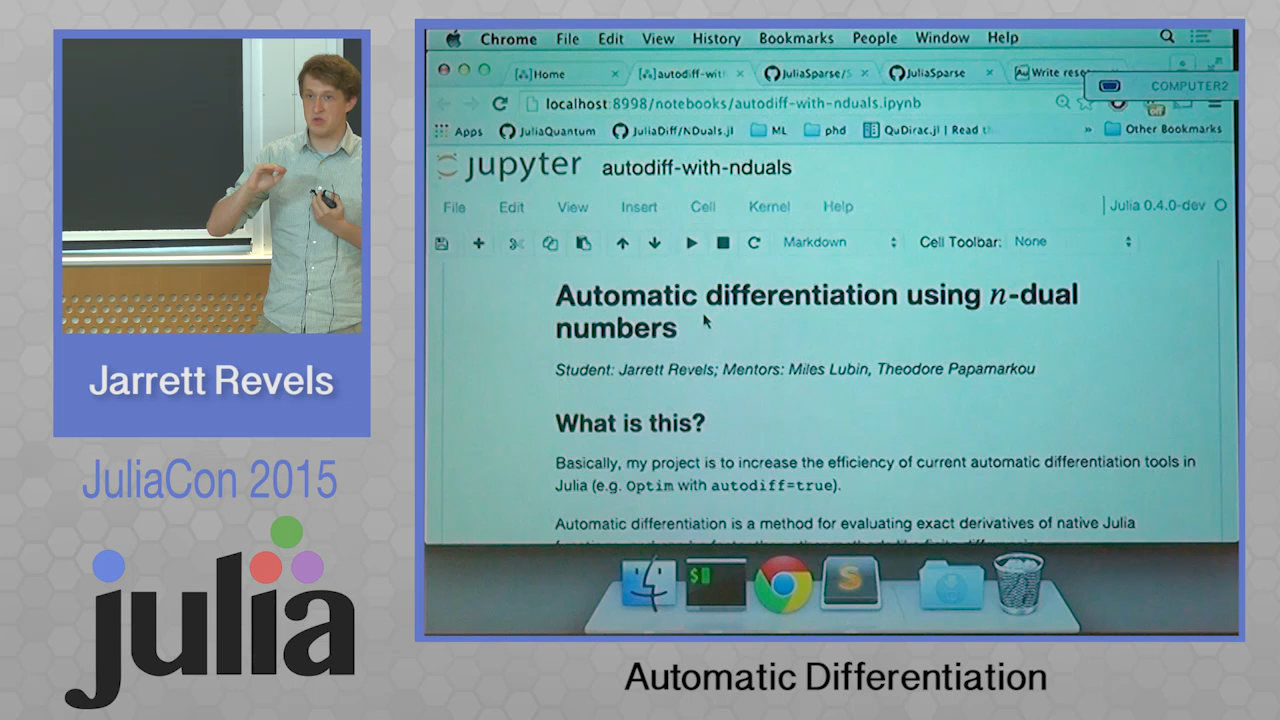 Jarrett Revels
JuliaCon 2015
julia
Chrome File Edit View History Bookmarks People Window Help
Home autodiff-wit JuliaSparse/S JuliaSparse
COMPUTER2
localhost:8998/notebooks/autodiff-with-nduals.ipynb
Apps JuliaQuantum JuliaDiff/NDuals.jl ML phd QuDirac.jl | Read » Other Bookmarks
jupyter autodiff-with-nduals
File Edit View Insert Cell Kernel Help Julia 0.4.0-dev
Markdown Cell Toolbar: None
Automatic differentiation using n-dual
numbers
Student: Jarrett Revels; Mentors: Miles Lubin, Theodore Papamarkou
What is this?
Basically, my project is to increase the efficiency of current automatic differentiation tools in
Julia (e.g. Optim with autodiff=true).
Automatic differentiation is a method for evaluating exact derivatives of native Julia
Automatic Differentiation